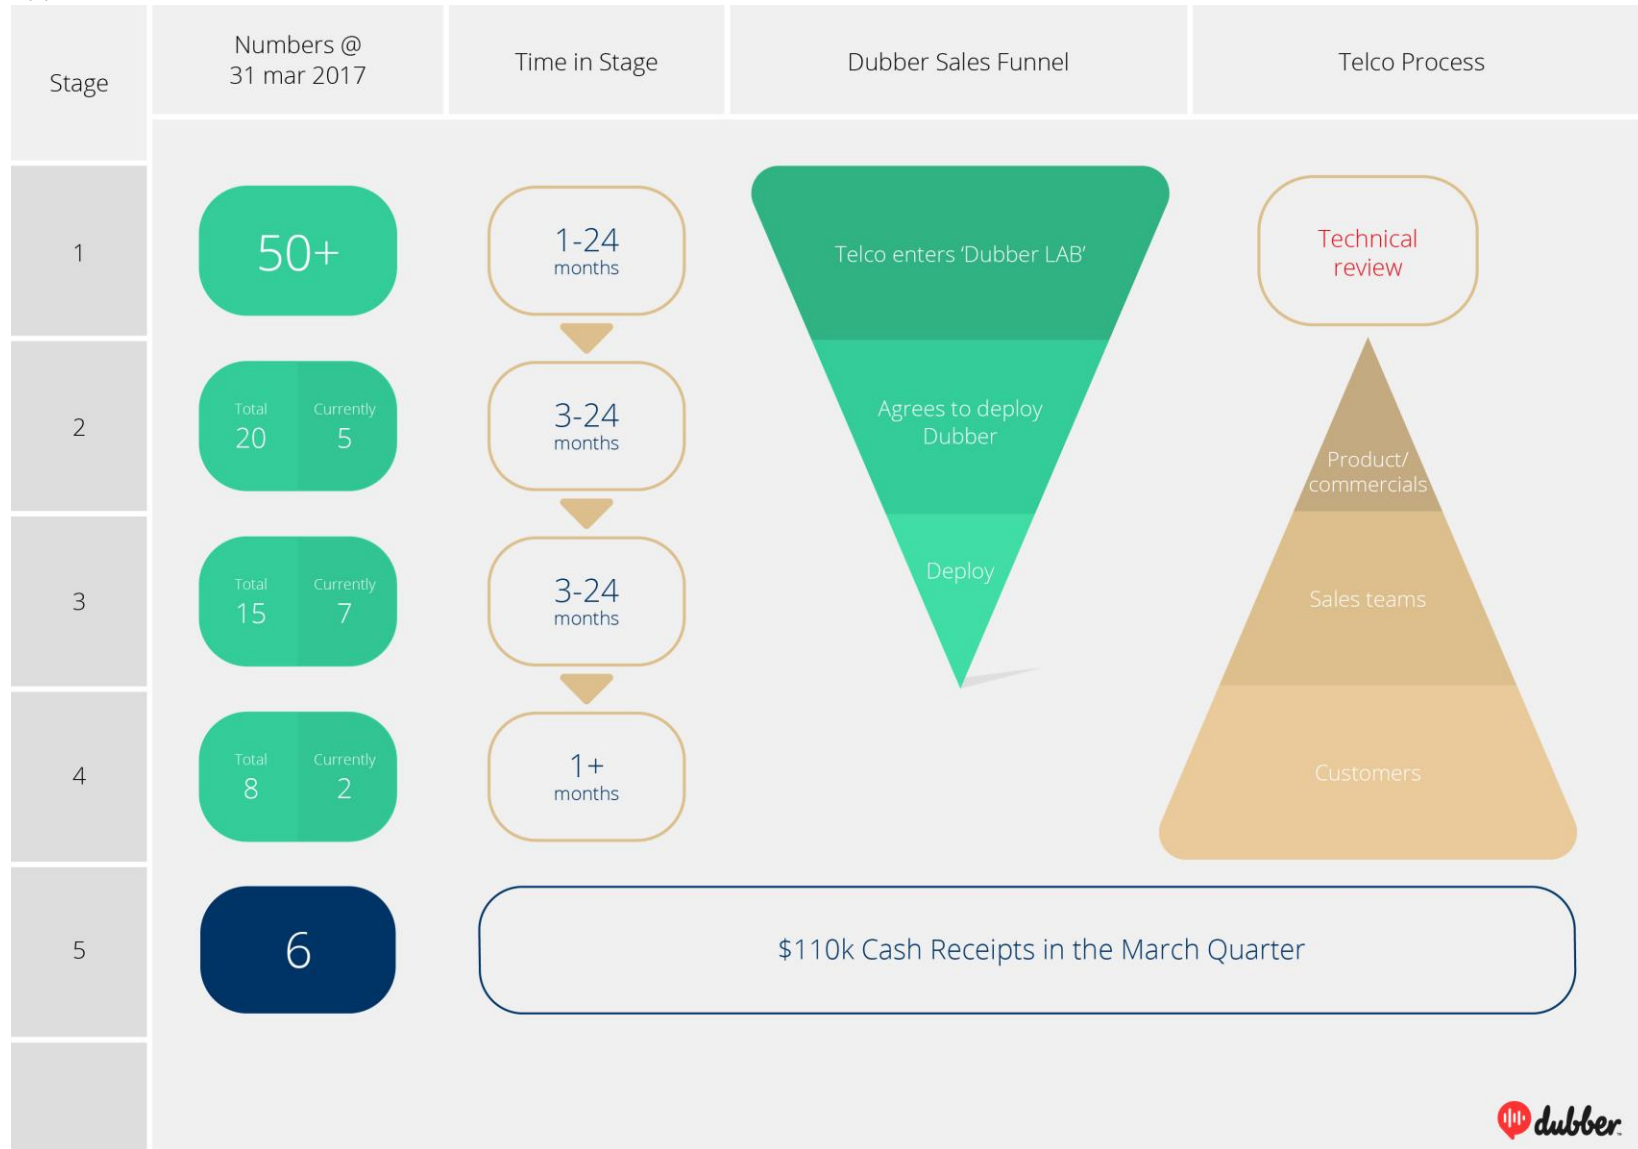 Stage
Numbers @
31 mar 2017
Time in Stage
Dubber Sales Funnel
Telco Process
1
50+
1-24
months
Telco enters ‘Dubber LAB’
Technical
review
2
Total
20
Currently
5
3-24
months
Agrees to deploy
Dubber
Product/
commercials
3
Total
15
Currently
7
3-24
months
Deploy
Sales teams
4
Total
8
Currently
2
1+
months
Customers
5
6
$110k Cash Receipts in the March Quarter
dubber